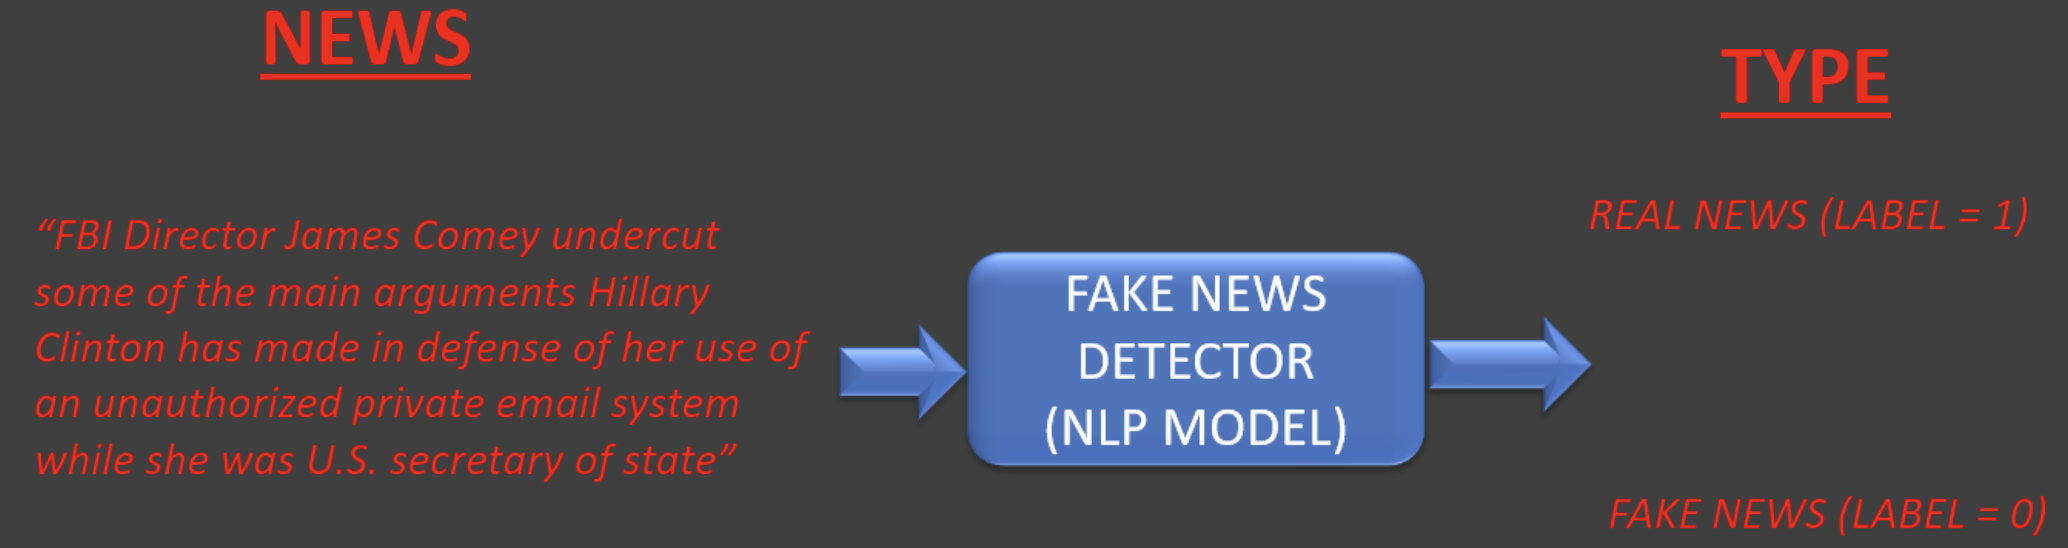 NEWS
TYPE
“FBI Director James Comey undercut
some of the main arguments Hillary
Clinton has made in defense of her use of
an unauthorized private email system
while she was U.S. secretary of state”
FAKE NEWS
DETECTOR
(NLP MODEL)
REAL NEWS (LABEL = 1)
FAKE NEWS (LABEL = 0)